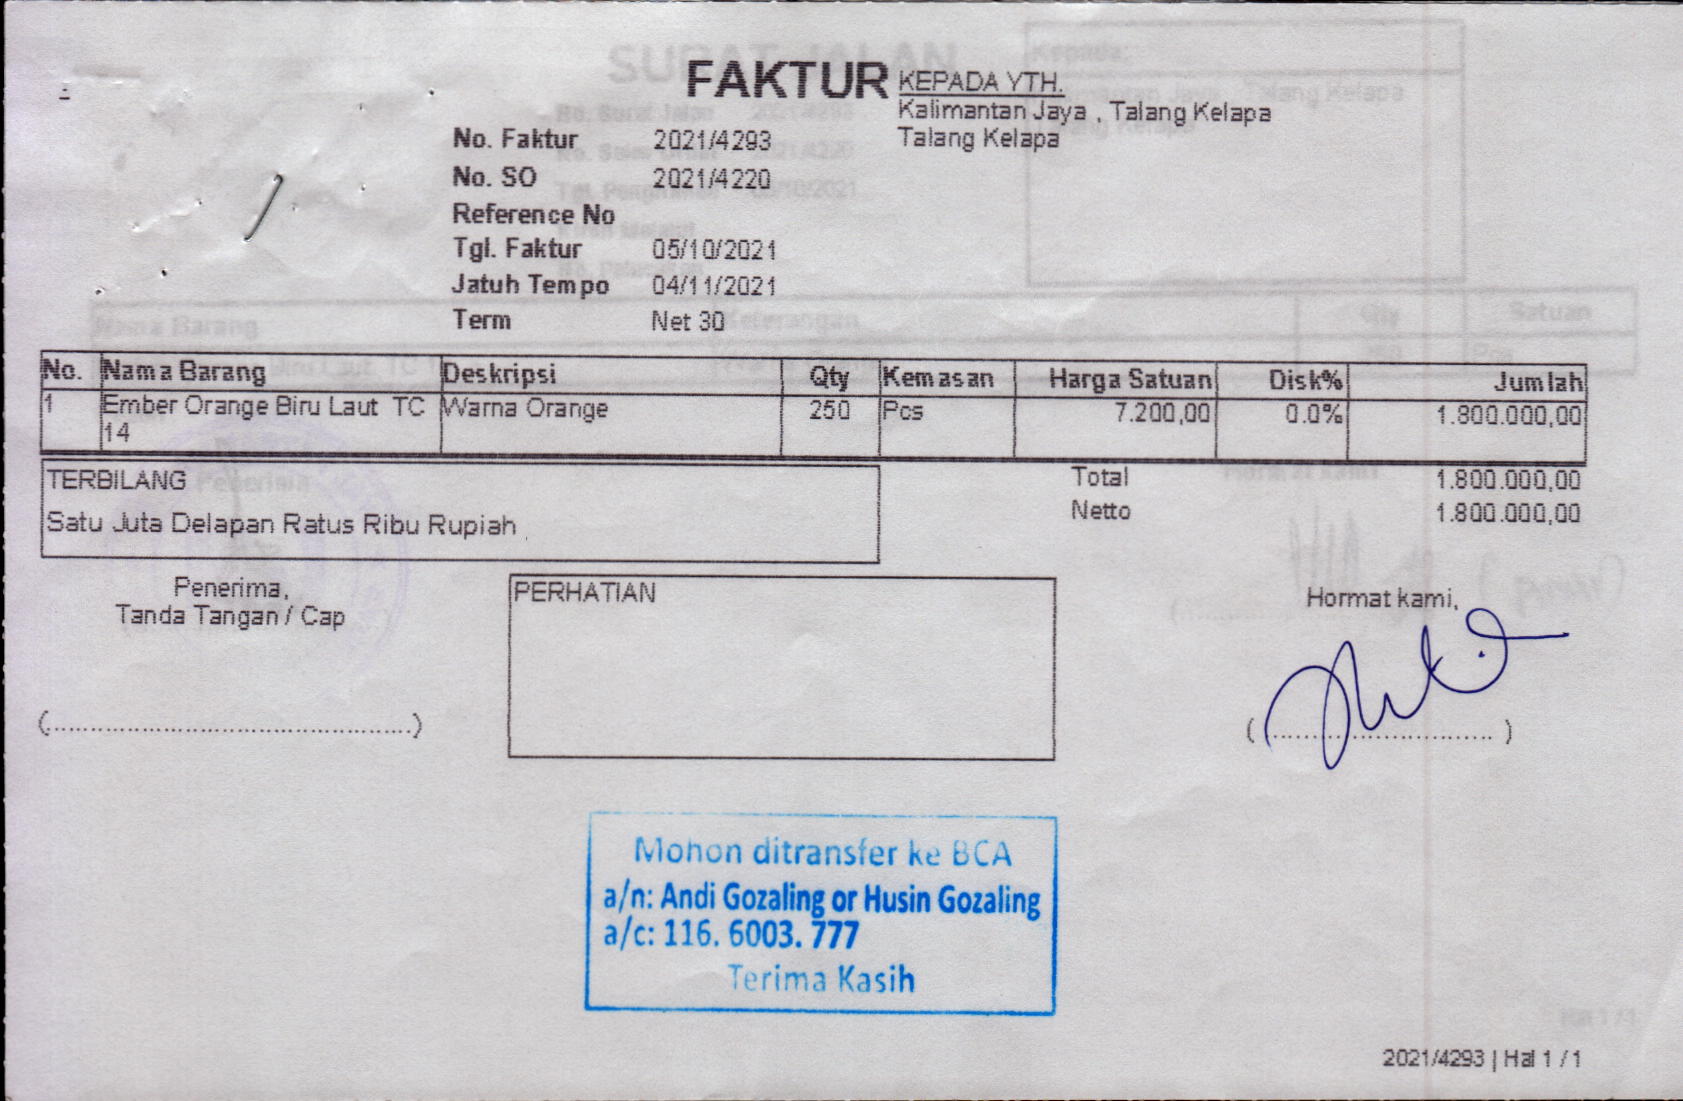 FAKTUR
KEPADA YTH.
Kalimantan Jaya , Talang Kelapa
Talang Kelapa
No. Faktur 2021/4293
No. SO 2021/4220
Reference No
Tgl. Faktur 05/10/2021
Jatuh Tempo 04/11/2021
Term Net 30
No. Nama Barang Deskripsi Qty Kemasan Harga Satuan Disk% Jumlah
1 Ember Orange Biru Laut TC Warna Orange 250 Pcs 7.200,00 0.0% 1.800.000,00
14
TERBILANG
Satu Juta Delapan Ratus Ribu Rupiah
Total 1.800.000,00
Netto 1.800.000,00
Penerima,
Tanda Tangan / Cap
(................................................)
PERHATIAN
Hormat kami,
(................................)
Mohon ditransfer ke BCA
a/n: Andi Gozaling or Husin Gozaling
a/c: 116. 6003. 777
Terima Kasih
2021/4293 | Hal 1 / 1